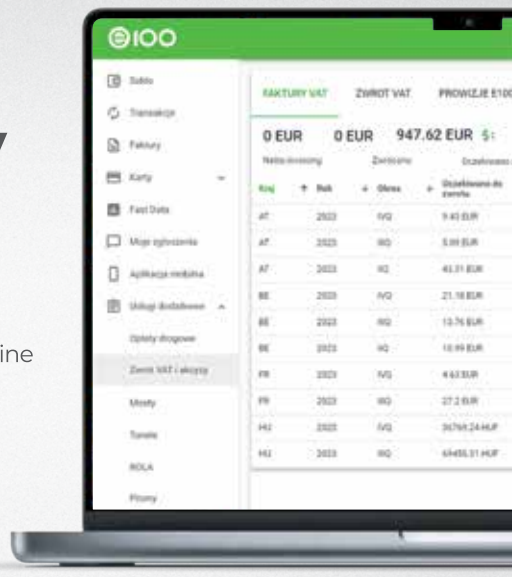 e100
Saldo
Transakcje
Faktury
Karty
Fast Data
Moje zgłoszenia
Aplikacja mobilna
Usługi dodatkowe
Opłaty drogowe
Zwrot VAT i akcyzy
Mosty
Tunele
ROLA
Promy
ine
FAKTURY VAT ZWROT VAT PROWIZJE E100
0 EUR 0 EUR 947.62 EUR
Zwrócono
Kraj Rok Okres Oczekiwane do zwrotu
AT 2023 IVQ 9.43 EUR
AT 2023 IIIQ
AT 2023 IIQ 43.31 EUR
BE 2023 IVQ 21.18 EUR
BE 2023 IIIQ 13.76 EUR
BE 2023 IIQ 10.99 EUR
FR 2023 IVQ 4.63 EUR
FR 2023 IIIQ 27.2 EUR
HU 2023 IVQ 36769.24 HUF
HU 2023 IIIQ 69455.31 HUF